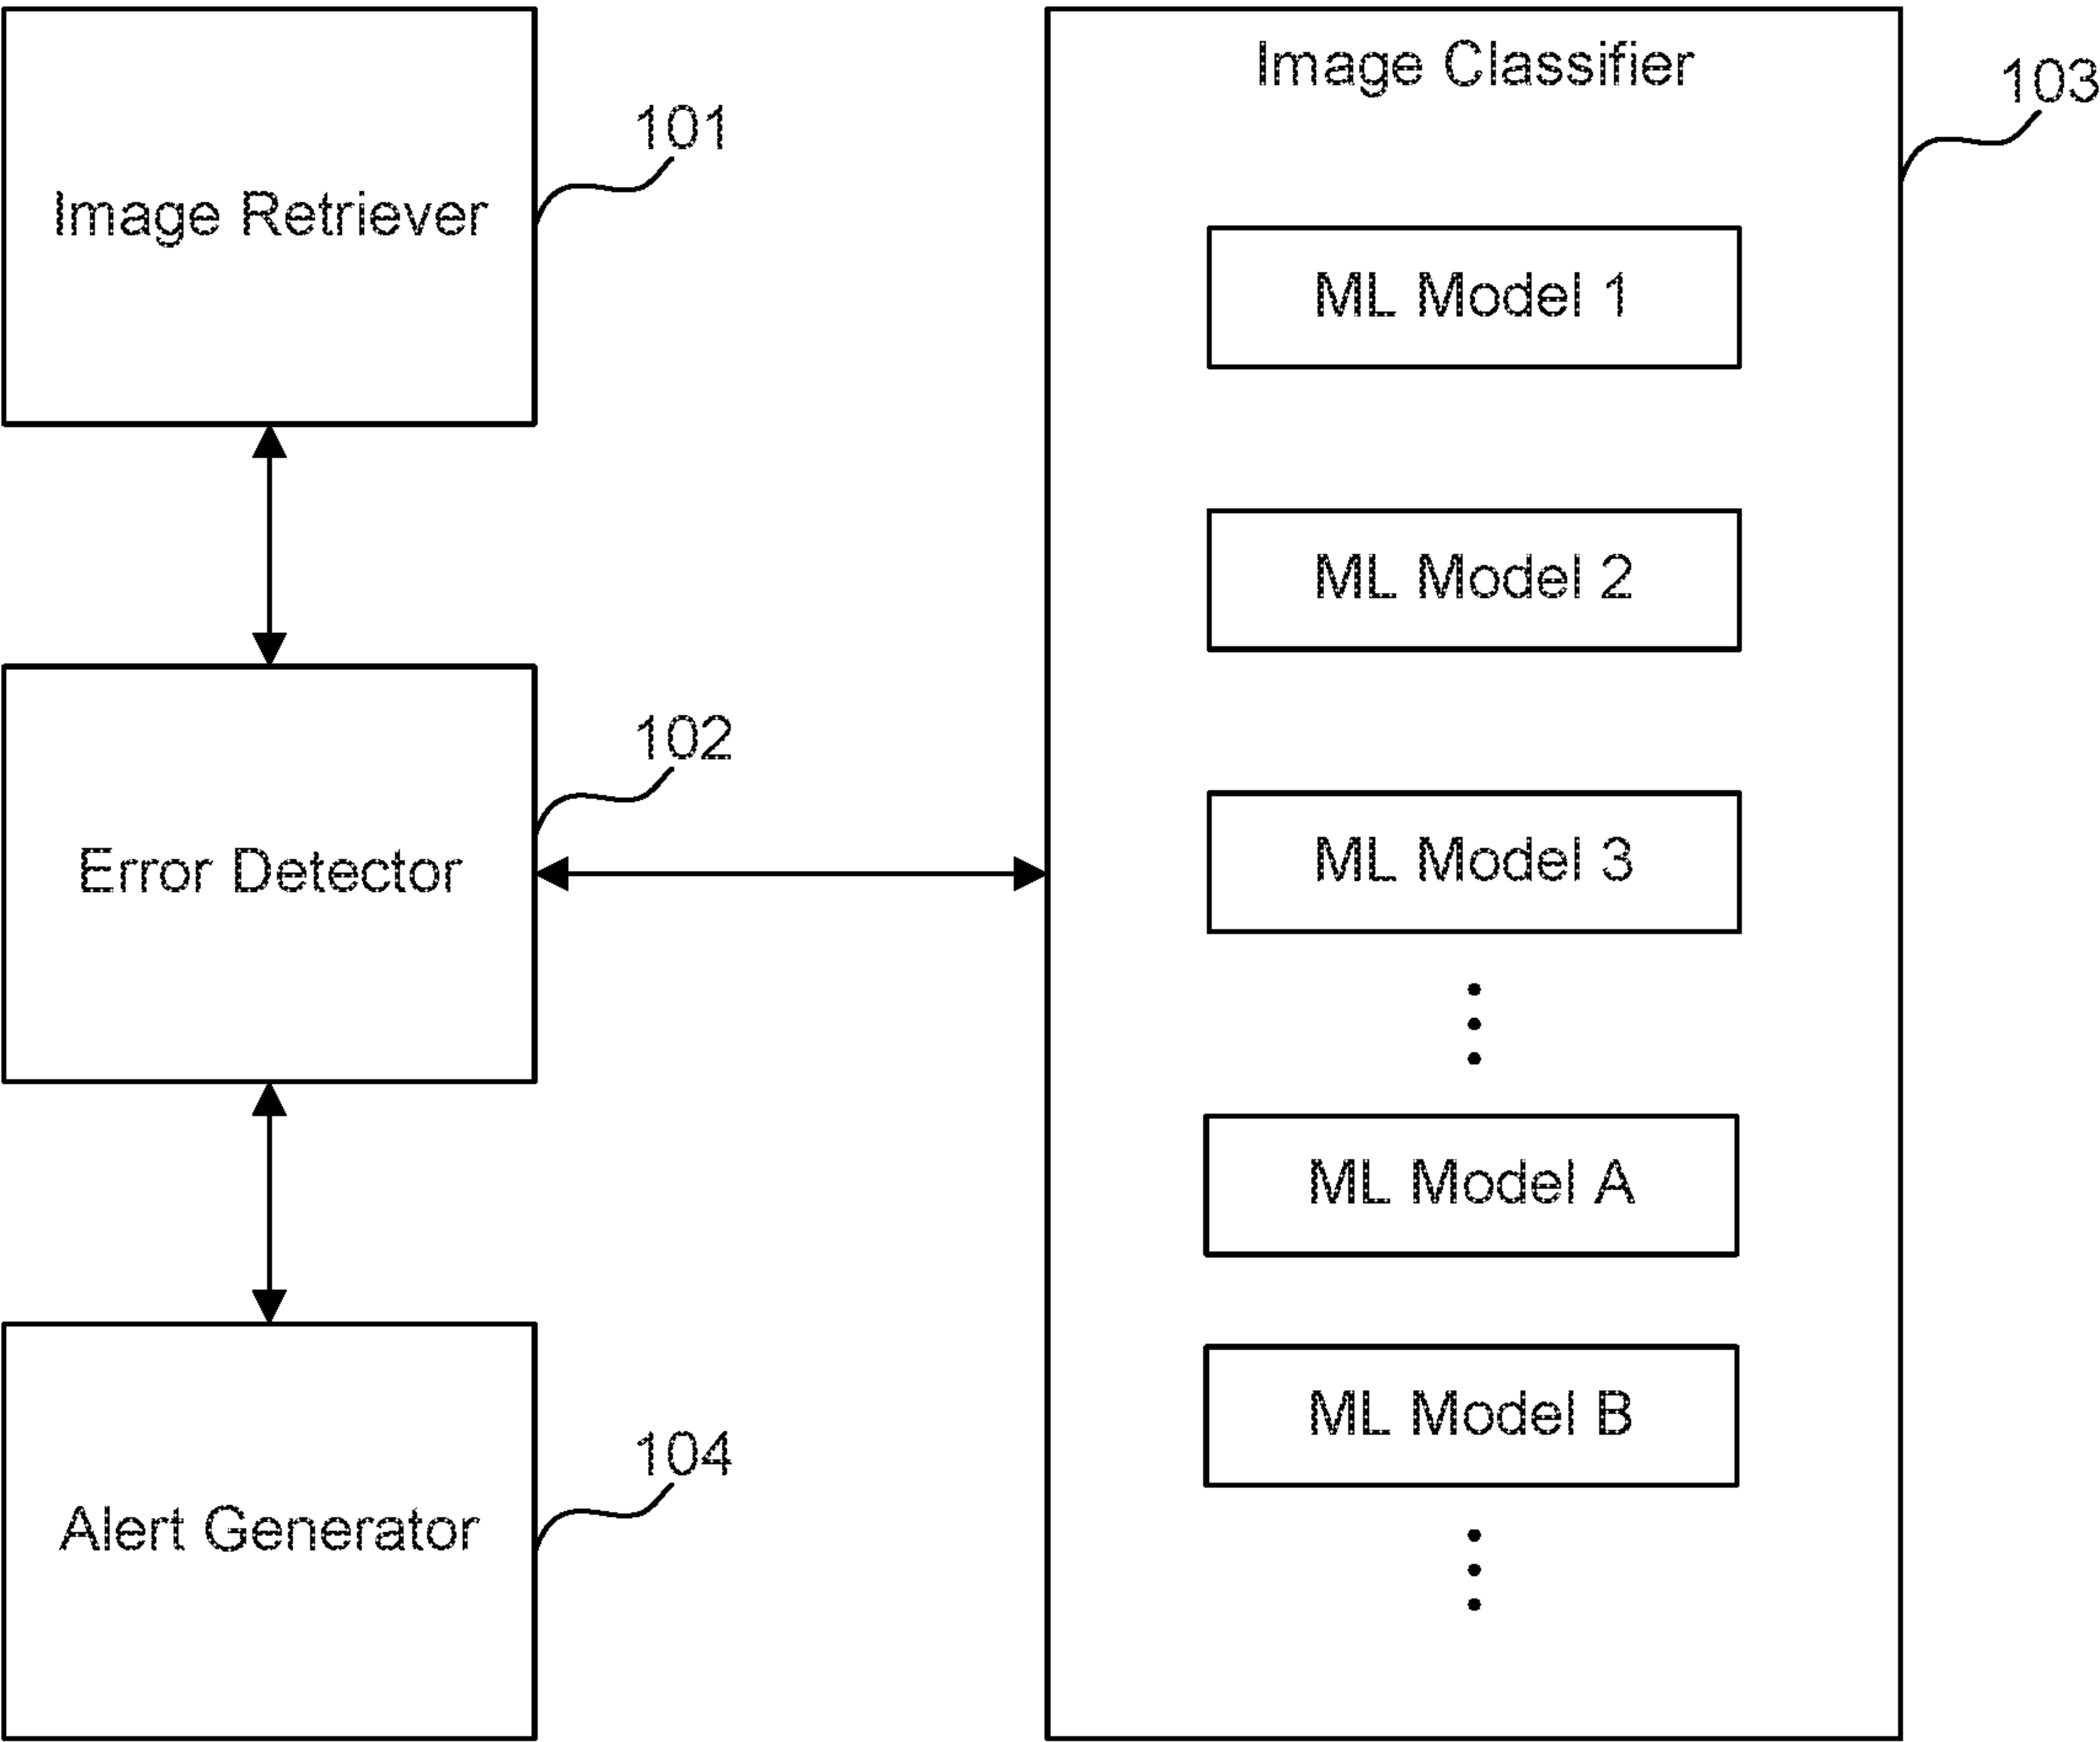 Image Retriever
101
Error Detector
102
Alert Generator
104
Image Classifier
103
ML Model 1
ML Model 2
ML Model 3
ML Model A
ML Model B